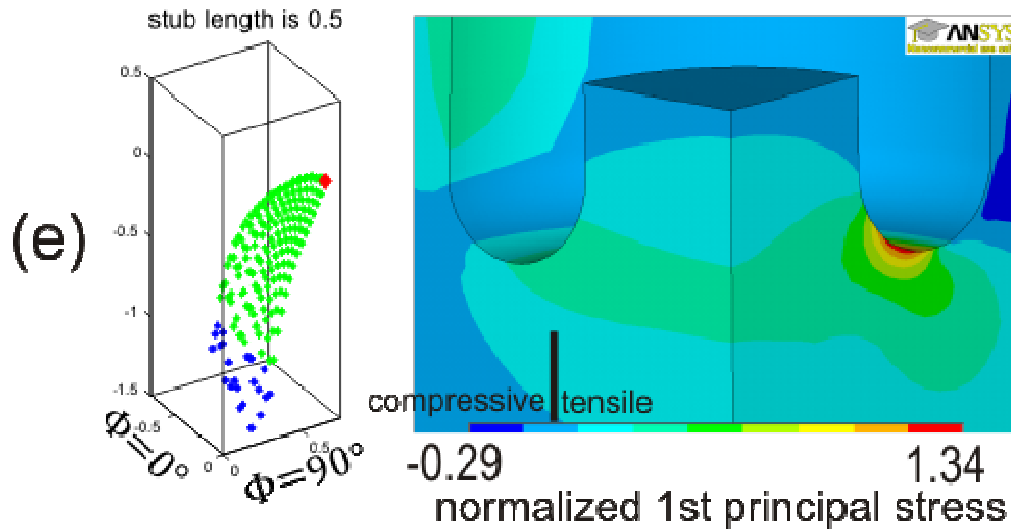 stub length is 0.5
(e)
0.5
0
-0.5
-1
-1.5
-0.5
0
0
0.5
Φ=0°
Φ=90°
ANSYS
compressive tensile
-0.29
1.34
normalized 1st principal stress